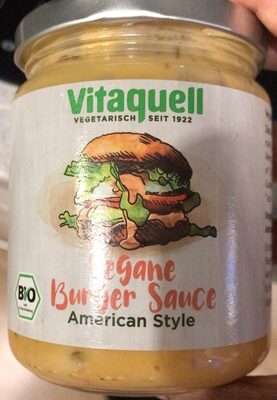 Vitaquell
VEGETARISCH SEIT 1922
Vegane
Burger Sauce
American Style
BIO